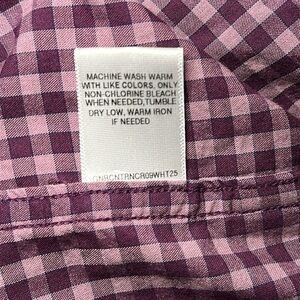 MACHINE WASH WARM
WITH LIKE COLORS, ONLY
NON-CHLORINE BLEACH
WHEN NEEDED,TUMBLE
DRY LOW, WARM IRON
IF NEEDED